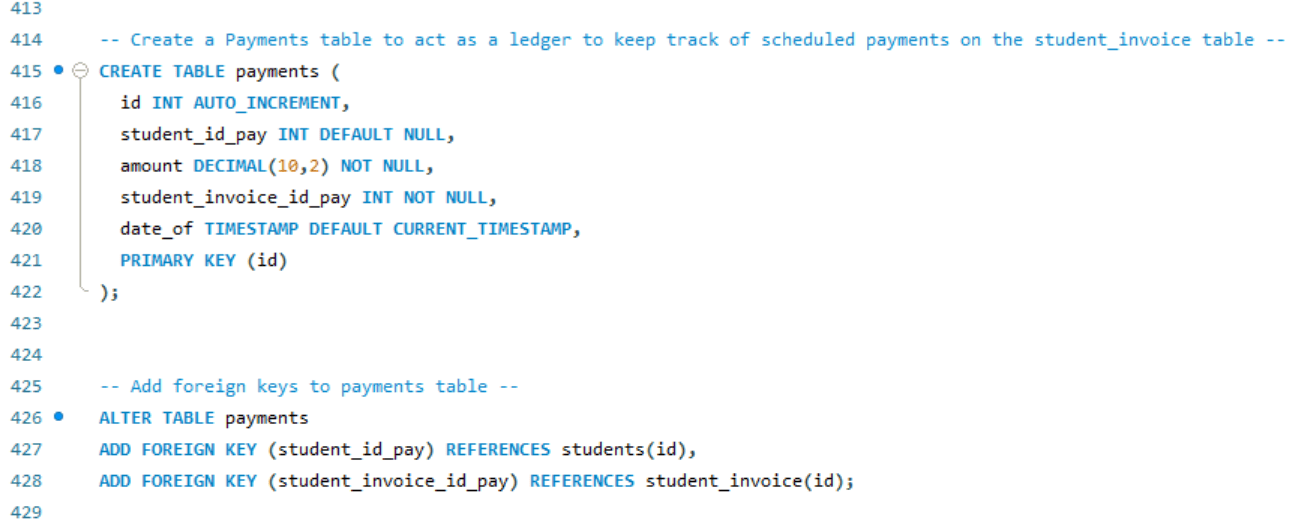 413
414 -- Create a Payments table to act as a ledger to keep track of scheduled payments on the student_invoice table --
415 CREATE TABLE payments (
416 id INT AUTO_INCREMENT,
417 student_id_pay INT DEFAULT NULL,
418 amount DECIMAL(10,2) NOT NULL,
419 student_invoice_id_pay INT NOT NULL,
420 date_of TIMESTAMP DEFAULT CURRENT_TIMESTAMP,
421 PRIMARY KEY (id)
422 );
423
424
425 -- Add foreign keys to payments table --
426 ALTER TABLE payments
427 ADD FOREIGN KEY (student_id_pay) REFERENCES students(id),
428 ADD FOREIGN KEY (student_invoice_id_pay) REFERENCES student_invoice(id);
429